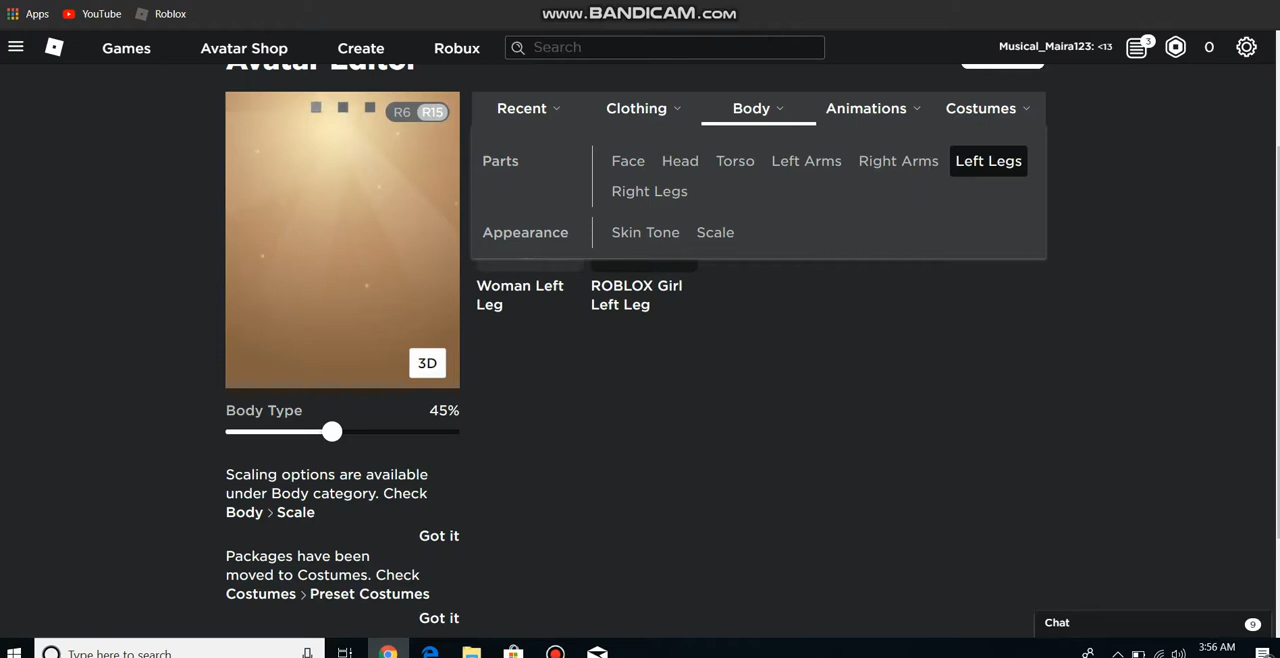 Apps YouTube Roblox
www.BANDICAM.com
Games Avatar Shop Create Robux Search Musical_Maira123: <13 3 0
Avatar Editor
R6 R15
Recent Clothing Body Animations Costumes
Parts Face Head Torso Left Arms Right Arms Left Legs
Right Legs
Appearance Skin Tone Scale
Woman Left
Leg
ROBLOX Girl
Left Leg
3D
Body Type 45%
Scaling options are available
under Body category. Check
Body > Scale
Got it
Packages have been
moved to Costumes. Check
Costumes > Preset Costumes
Got it
Chat 9
Type here to search
3:56 AM